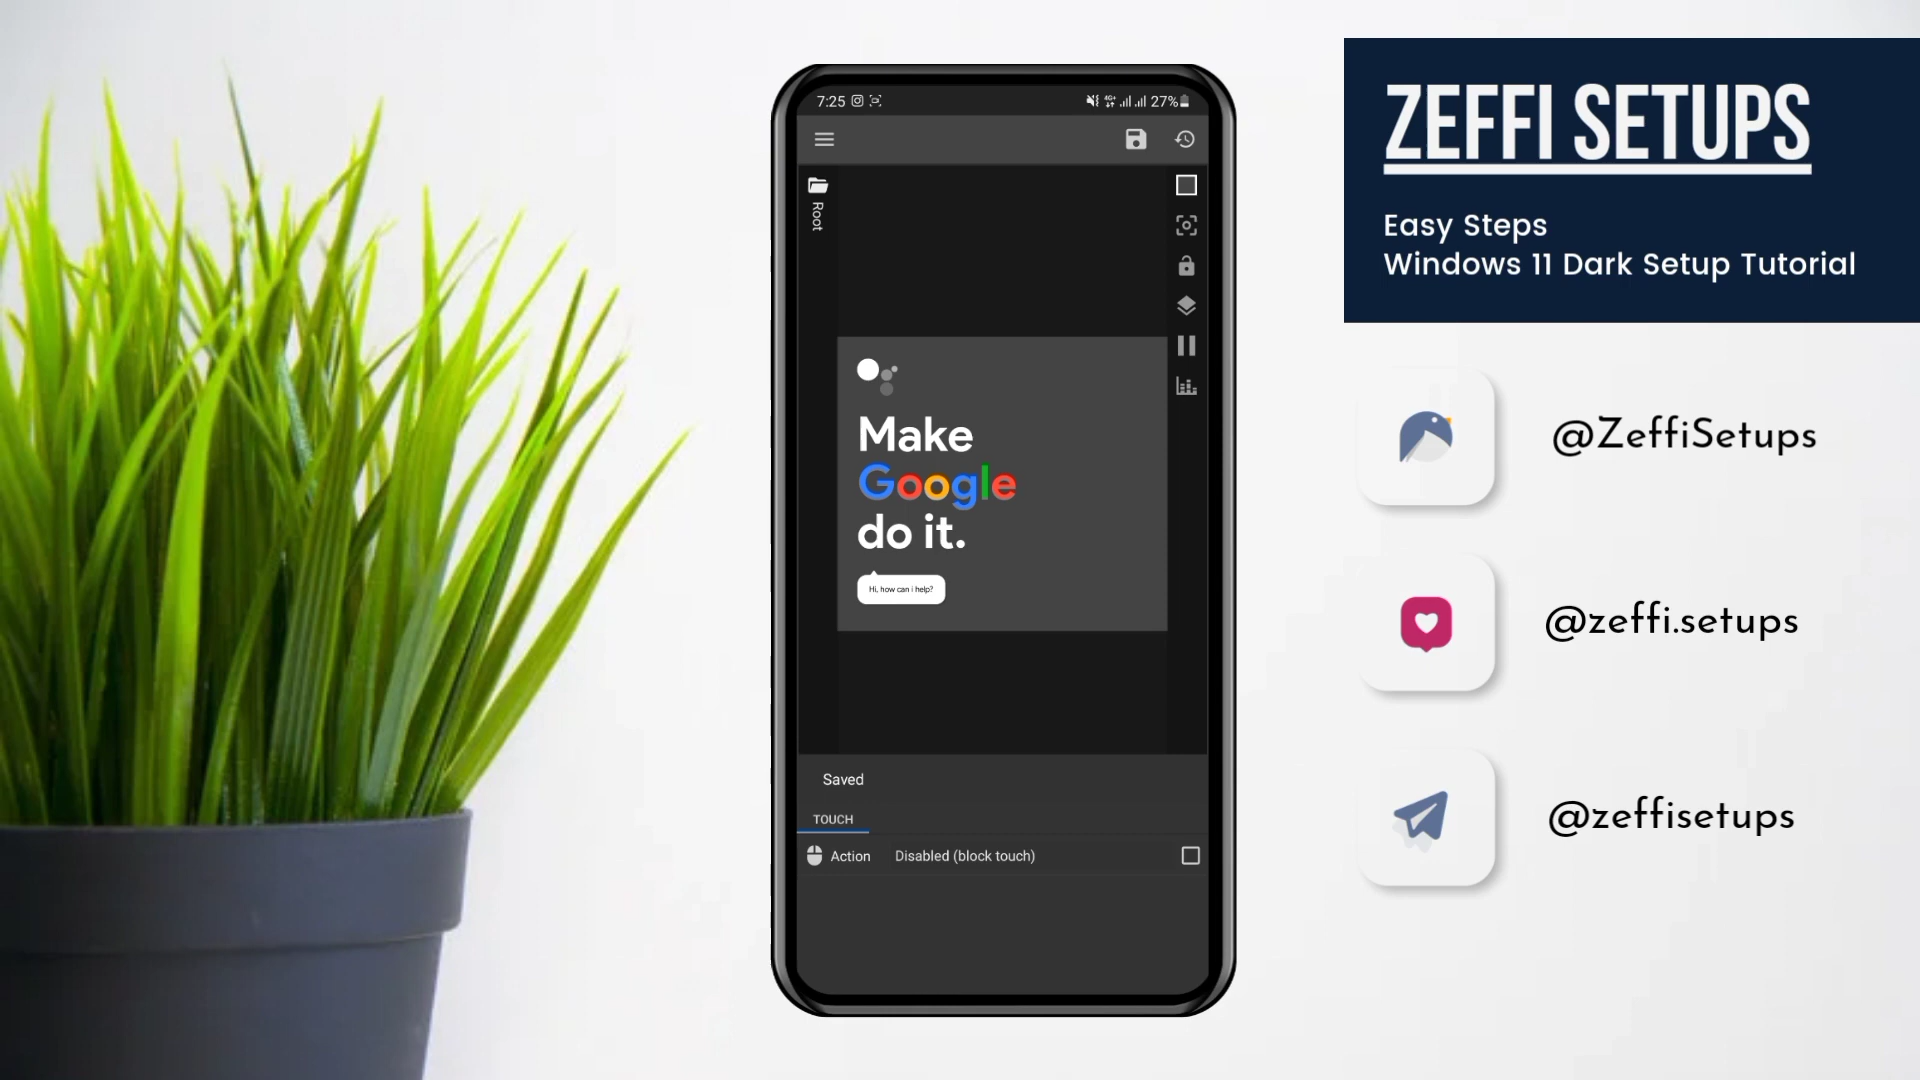 7:25
4G+
27%
Root
Make
Google
do it.
Hi, how can i help?
Saved
TOUCH
Action
Disabled (block touch)
ZEFFI SETUPS
Easy Steps
Windows 11 Dark Setup Tutorial
@ZeffiSetups
@zeffi.setups
@zeffisetups